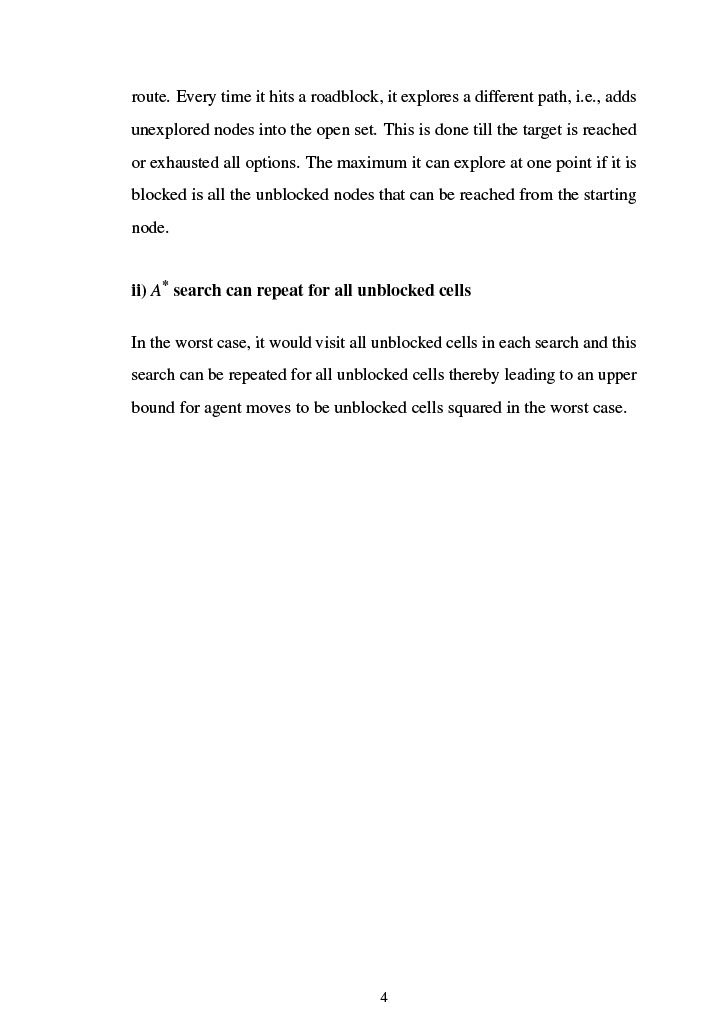 route. Every time it hits a roadblock, it explores a different path, i.e., adds
unexplored nodes into the open set. This is done till the target is reached
or exhausted all options. The maximum it can explore at one point if it is
blocked is all the unblocked nodes that can be reached from the starting
node.
ii) A* search can repeat for all unblocked cells
In the worst case, it would visit all unblocked cells in each search and this
search can be repeated for all unblocked cells thereby leading to an upper
bound for agent moves to be unblocked cells squared in the worst case.
4